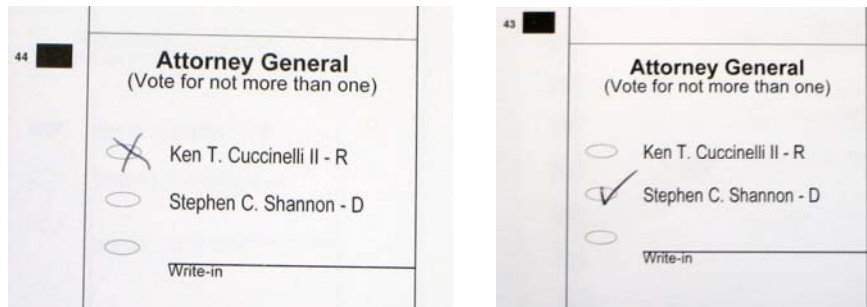 44
Attorney General
(Vote for not more than one)
Ken T. Cuccinelli II - R
Stephen C. Shannon - D
Write-in
43
Attorney General
(Vote for not more than one)
Ken T. Cuccinelli II - R
Stephen C. Shannon - D
Write-in